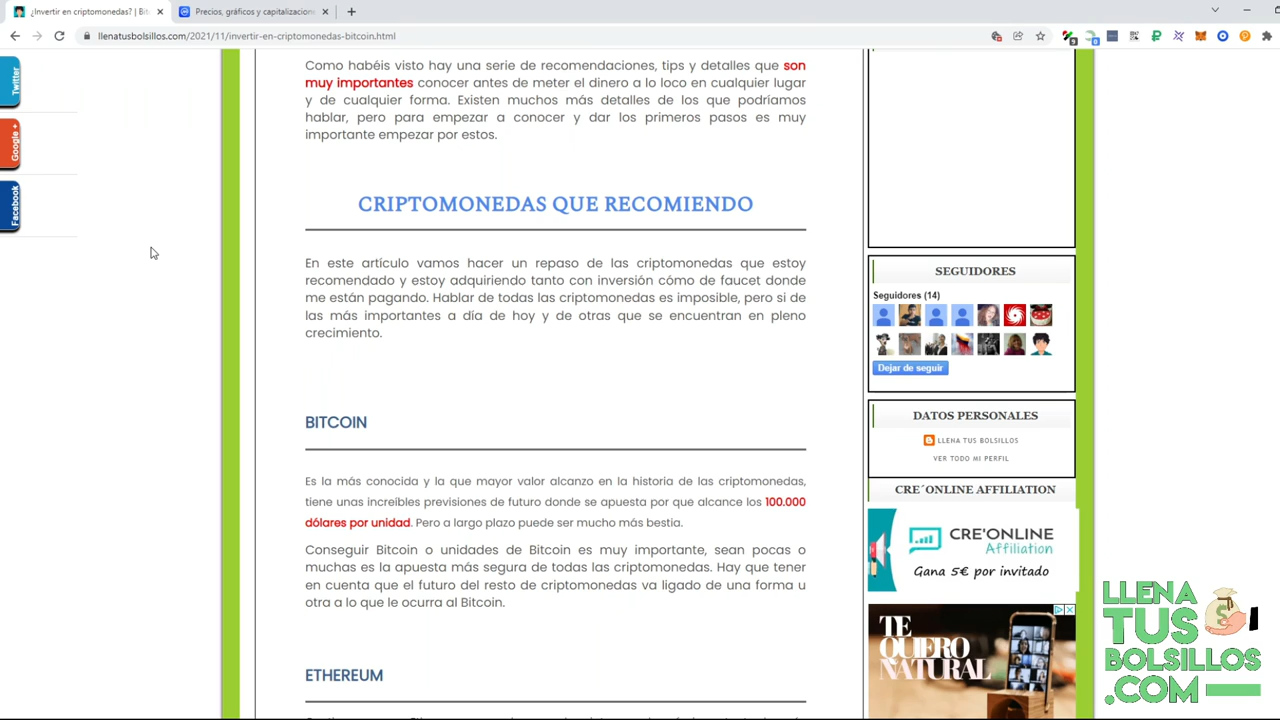 ¿Invertir en criptomonedas? | Bitc
Precios, gráficos y capitalizacione
llenatusbolsillos.com/2021/11/invertir-en-criptomonedas-bitcoin.html
Twitter
Google +
Facebook
Como habéis visto hay una serie de recomendaciones, tips y detalles que son
muy importantes conocer antes de meter el dinero a lo loco en cualquier lugar
y de cualquier forma. Existen muchos más detalles de los que podríamos
hablar, pero para empezar a conocer y dar los primeros pasos es muy
importante empezar por estos.
CRIPTOMONEDAS QUE RECOMIENDO
En este artículo vamos hacer un repaso de las criptomonedas que estoy
recomendado y estoy adquiriendo tanto con inversión cómo de faucet donde
me están pagando. Hablar de todas las criptomonedas es imposible, pero si de
las más importantes a día de hoy y de otras que se encuentran en pleno
crecimiento.
BITCOIN
Es la más conocida y la que mayor valor alcanzo en la historia de las criptomonedas,
tiene unas increíbles previsiones de futuro donde se apuesta por que alcance los 100.000
dólares por unidad. Pero a largo plazo puede ser mucho más bestia.
Conseguir Bitcoin o unidades de Bitcoin es muy importante, sean pocas o
muchas es la apuesta más segura de todas las criptomonedas. Hay que tener
en cuenta que el futuro del resto de criptomonedas va ligado de una forma u
otra a lo que le ocurra al Bitcoin.
ETHEREUM
SEGUIDORES
Seguidores (14)
Dejar de seguir
DATOS PERSONALES
LLENA TUS BOLSILLOS
VER TODO MI PERFIL
CRE´ONLINE AFFILIATION
CRE'ONLINE
Affiliation
Gana 5€ por invitado
TE
QUIERO
NATURAL
LLENA
TUS
BOLSILLOS
.COM